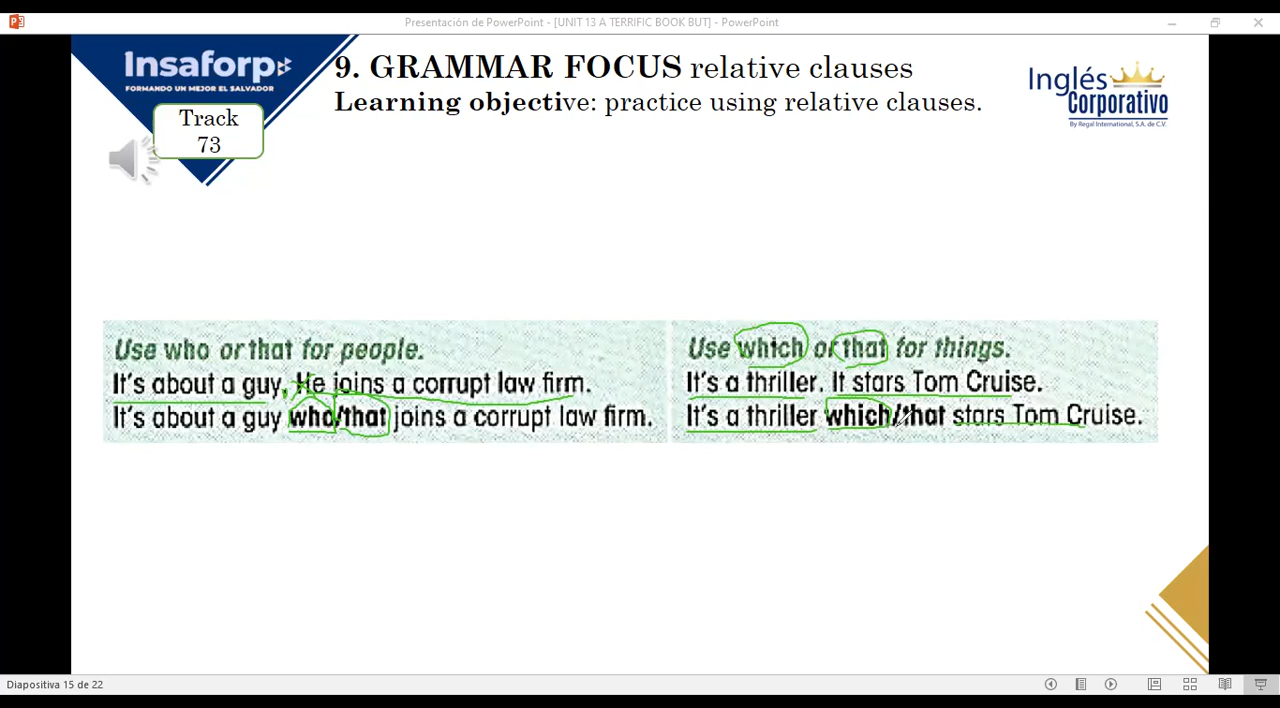 Presentación de PowerPoint - [UNIT 13 A TERRIFIC BOOK BUT] - PowerPoint
Insaforp
FORMANDO UN MEJOR EL SALVADOR
9. GRAMMAR FOCUS relative clauses
Learning objective: practice using relative clauses.
Inglés
Corporativo
By Regal International, S.A. de C.V.
Track
73
Use who or that for people.
It's about a guy. He joins a corrupt law firm.
It's about a guy who/that joins a corrupt law firm.
Use which or that for things.
It's a thriller. It stars Tom Cruise.
It's a thriller which/that stars Tom Cruise.
Diapositiva 15 de 22